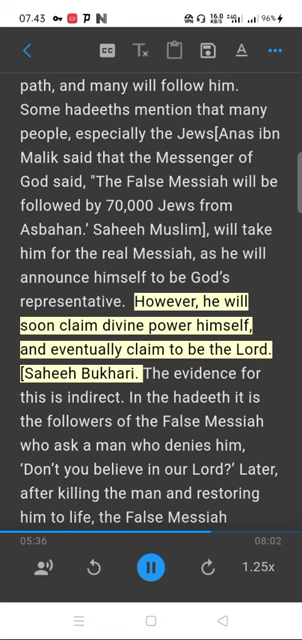 07.43
16.0 KB/S
96%
CC
path, and many will follow him.
Some hadeeths mention that many
people, especially the Jews[Anas ibn
Malik said that the Messenger of
God said, "The False Messiah will be
followed by 70,000 Jews from
Asbahan.’ Saheeh Muslim], will take
him for the real Messiah, as he will
announce himself to be God’s
representative. However, he will
soon claim divine power himself,
and eventually claim to be the Lord.
[Saheeh Bukhari. The evidence for
this is indirect. In the hadeeth it is
the followers of the False Messiah
who ask a man who denies him,
‘Don’t you believe in our Lord?’ Later,
after killing the man and restoring
him to life, the False Messiah
05:36 08:02
1.25x